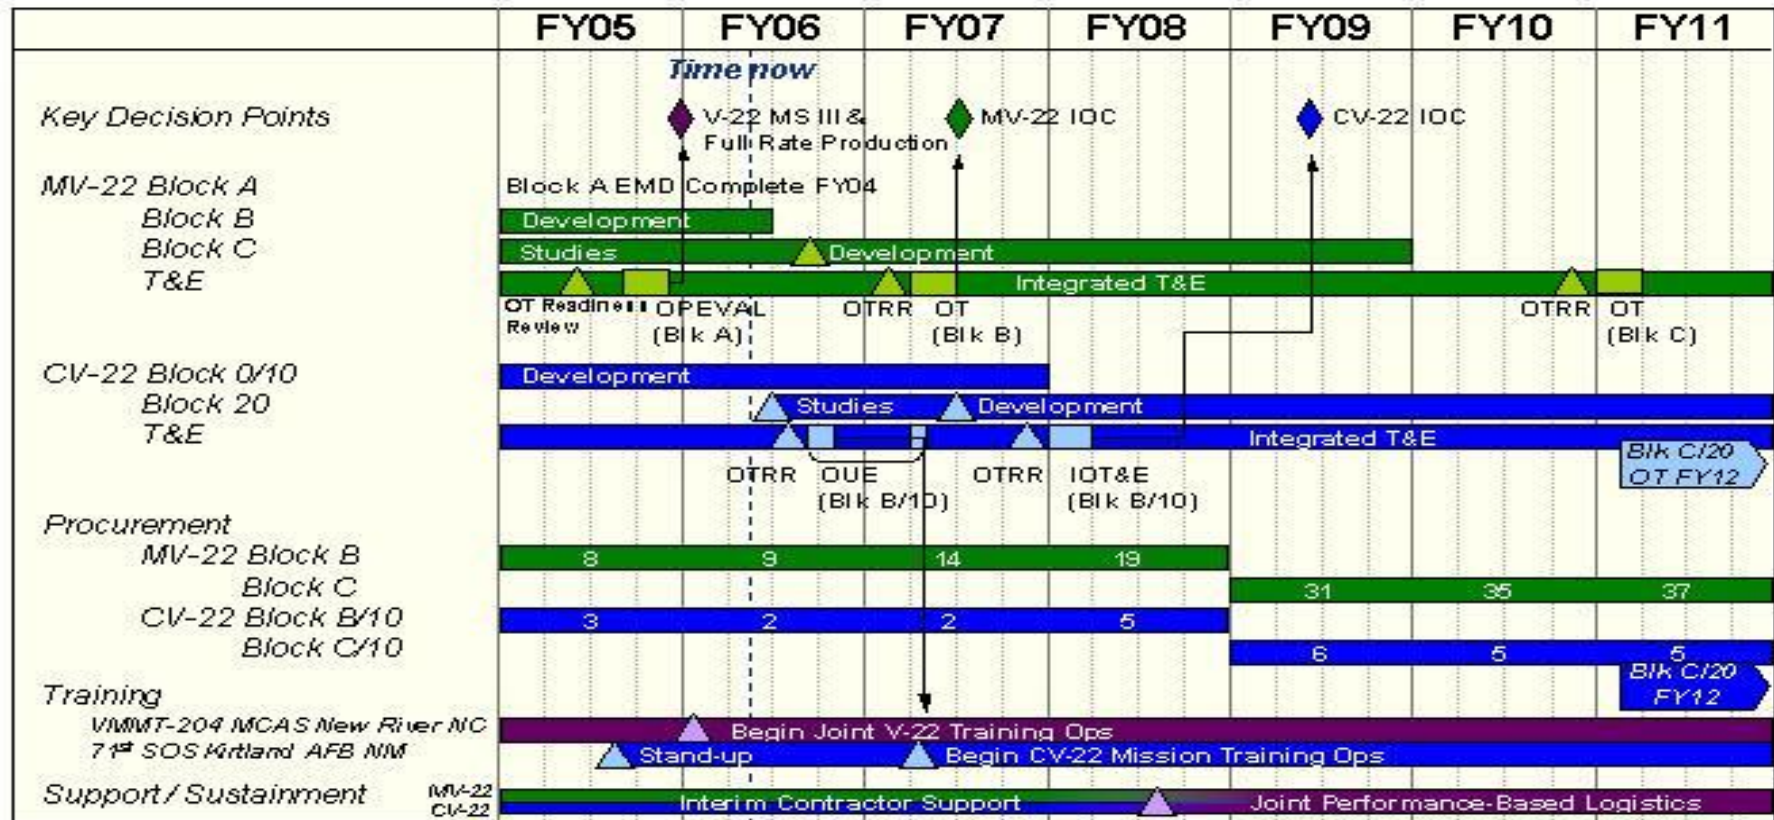 FY05 FY06 FY07 FY08 FY09 FY10 FY11
Time now
Key Decision Points V-22 MS III & MV-22 IOC CV-22 IOC
Full Rate Production
MV-22 Block A Block A EMD Complete FY04
Block B Development
Block C Studies Development
T&E Integrated T&E
OT Readiness OPEVAL OTRR OT OTRR OT
Review (Blk A) (Blk B) (Blk C)
CV-22 Block 0/10 Development
Block 20 Studies Development
T&E Integrated T&E
Blk C/20
OT FY12
OTRR OUE OTRR IOT&E
(Blk B/10) (Blk B/10)
Procurement
MV-22 Block B 8 9 14 19
Block C 31 35 37
CV-22 Block B/10 3 2 2 5
Block C/10 6 5 5
Blk C/20
FY12
Training
VMMT-204 MCAS New River NC Begin Joint V-22 Training Ops
71st SOS Kirtland AFB NM Stand-up Begin CV-22 Mission Training Ops
Support/Sustainment MV-22
CV-22 Interim Contractor Support Joint Performance-Based Logistics